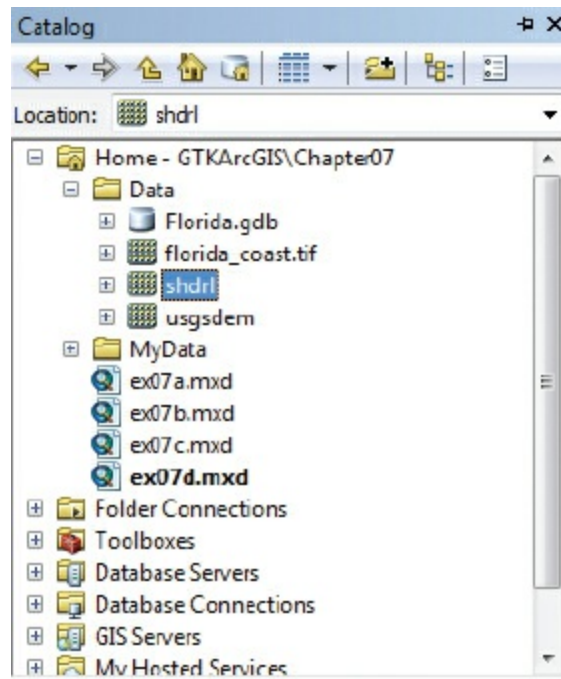 Catalog
Location: shdrl
Home - GTKArcGIS\Chapter07
Data
Florida.gdb
florida_coast.tif
shdrl
usgsdem
MyData
ex07a.mxd
ex07b.mxd
ex07c.mxd
ex07d.mxd
Folder Connections
Toolboxes
Database Servers
Database Connections
GIS Servers
My Hosted Services